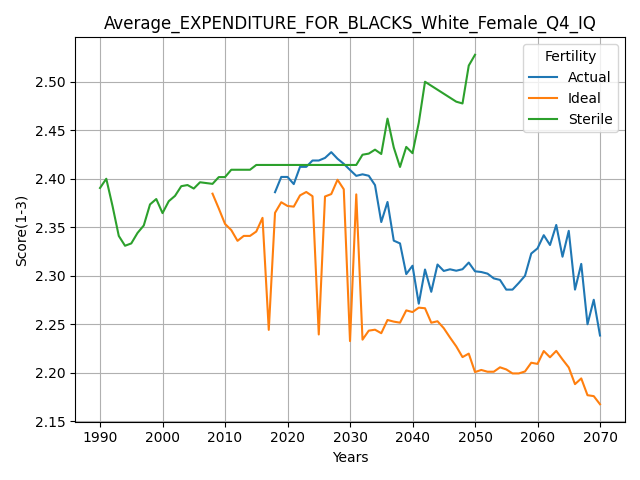 Average_EXPENDITURE_FOR_BLACKS_White_Female_Q4_IQ
Fertility
Actual
Ideal
Sterile
Score(1-3)
2.50
2.45
2.40
2.35
2.30
2.25
2.20
2.15
1990 2000 2010 2020 2030 2040 2050 2060 2070
Years